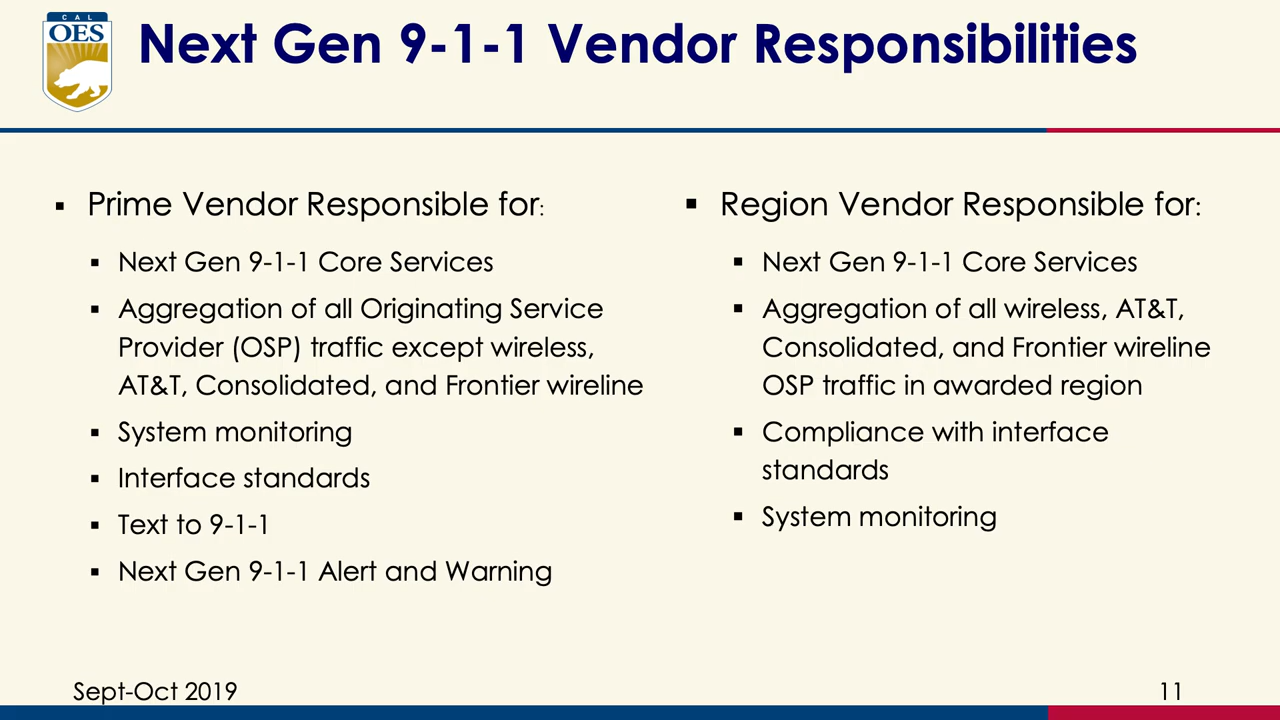 CAL
OES
Next Gen 9-1-1 Vendor Responsibilities
▪ Prime Vendor Responsible for:
▪ Next Gen 9-1-1 Core Services
▪ Aggregation of all Originating Service
Provider (OSP) traffic except wireless,
AT&T, Consolidated, and Frontier wireline
▪ System monitoring
▪ Interface standards
▪ Text to 9-1-1
▪ Next Gen 9-1-1 Alert and Warning
▪ Region Vendor Responsible for:
▪ Next Gen 9-1-1 Core Services
▪ Aggregation of all wireless, AT&T,
Consolidated, and Frontier wireline
OSP traffic in awarded region
▪ Compliance with interface
standards
▪ System monitoring
Sept-Oct 2019
11